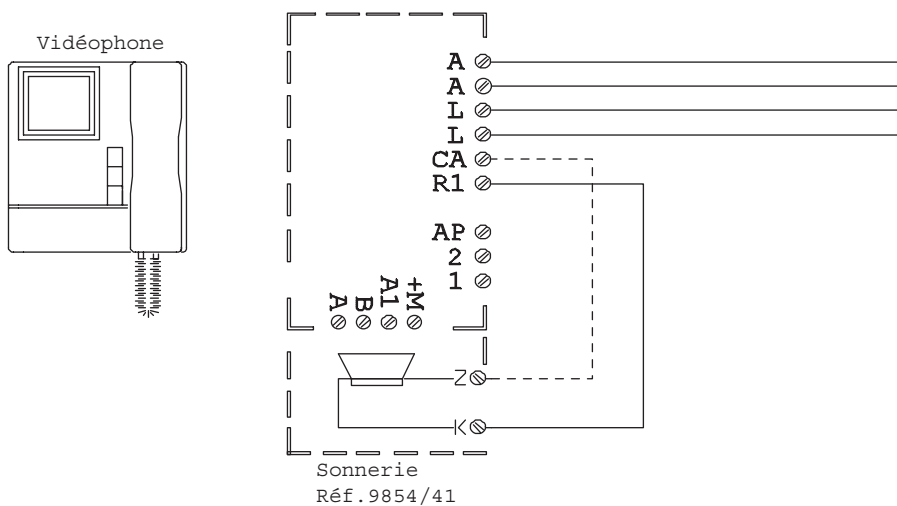 Vidéophone
A
A
L
L
CA
R1
AP
2
1
A B A1 +M
Z
K
Sonnerie
Réf.9854/41